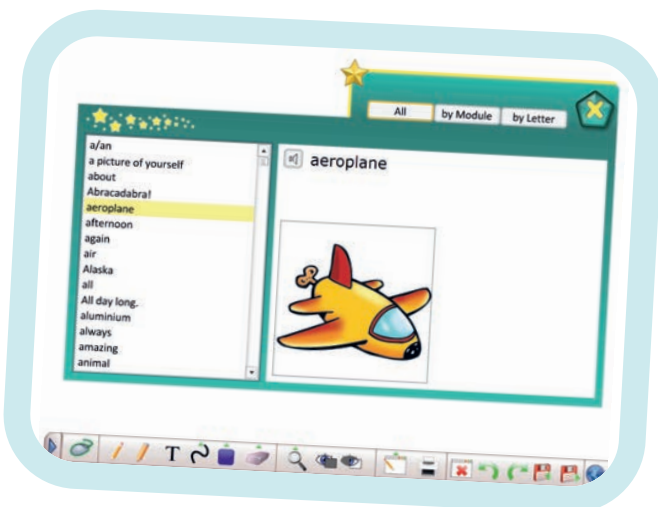 All by Module by Letter
a/an
a picture of yourself
about
Abracadabra!
aeroplane
afternoon
again
air
Alaska
all
All day long.
aluminium
always
amazing
animal
aeroplane
T